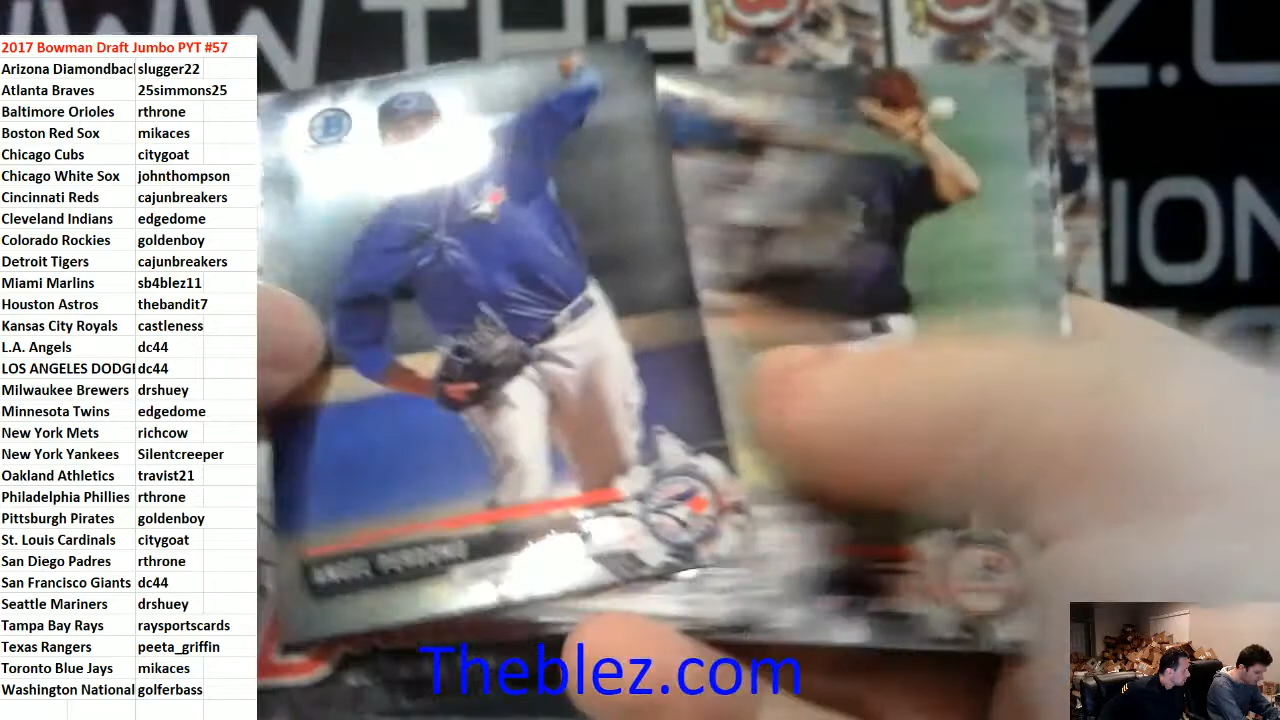 2017 Bowman Draft Jumbo PYT #57
Arizona Diamondbac slugger22
Atlanta Braves 25simmons25
Baltimore Orioles rthrone
Boston Red Sox mikaces
Chicago Cubs citygoat
Chicago White Sox johnthompson
Cincinnati Reds cajunbreakers
Cleveland Indians edgedome
Colorado Rockies goldenboy
Detroit Tigers cajunbreakers
Miami Marlins sb4blez11
Houston Astros thebandit7
Kansas City Royals castleness
L.A. Angels dc44
LOS ANGELES DODG dc44
Milwaukee Brewers drshuey
Minnesota Twins edgedome
New York Mets richcow
New York Yankees Silentcreeper
Oakland Athletics travist21
Philadelphia Phillies rthrone
Pittsburgh Pirates goldenboy
St. Louis Cardinals citygoat
San Diego Padres rthrone
San Francisco Giants dc44
Seattle Mariners drshuey
Tampa Bay Rays raysportscards
Texas Rangers peeta_griffin
Toronto Blue Jays mikaces
Washington National golferbass
WWW.THE
Z.C
ION
B
Theblez.com